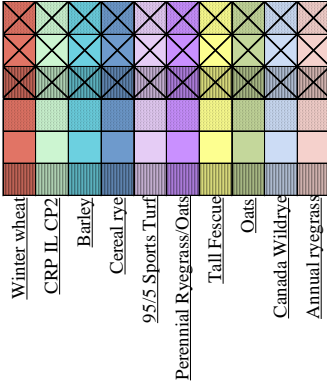 Winter wheat
CRP IL CP2
Barley
Cereal rye
95/5 Sports Turf
Perennial Ryegrass/Oats
Tall Fescue
Oats
Canada Wildrye
Annual ryegrass